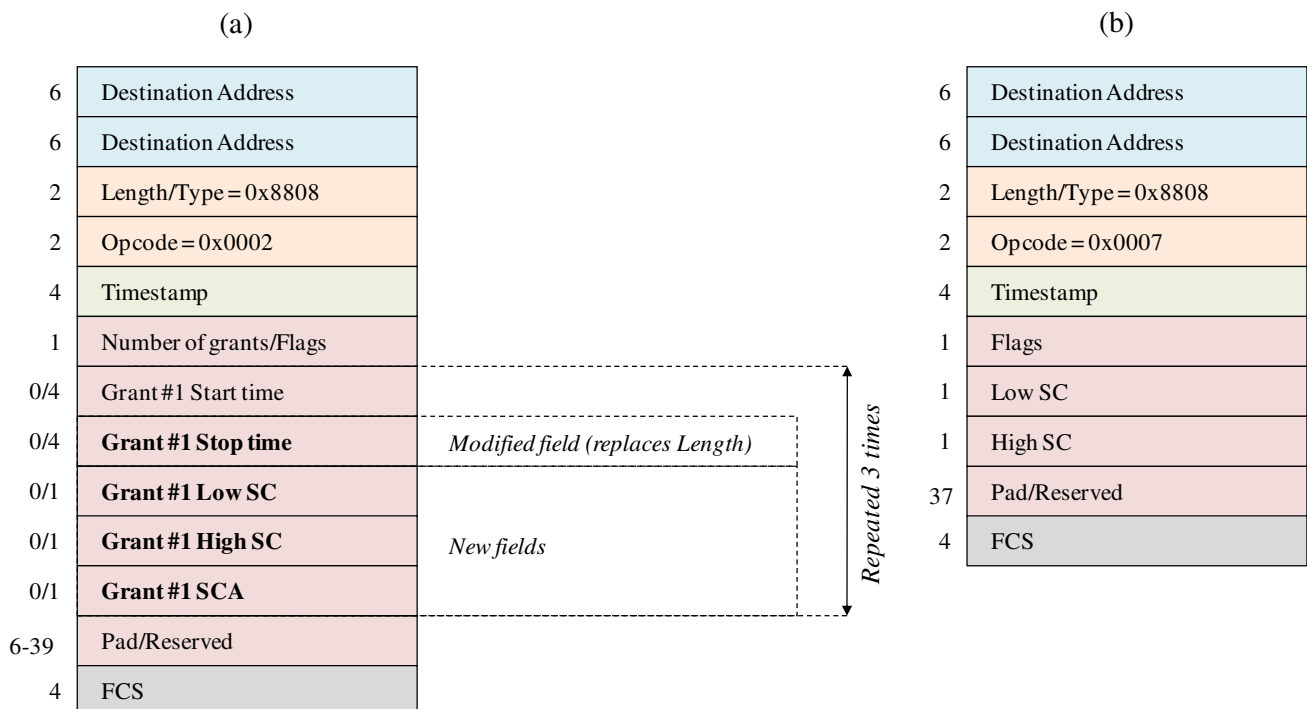 (a)
6 Destination Address
6 Destination Address
2 Length/Type = 0x8808
2 Opcode = 0x0002
4 Timestamp
1 Number of grants/Flags
0/4 Grant #1 Start time
0/4 Grant #1 Stop time Modified field (replaces Length)
0/1 Grant #1 Low SC
0/1 Grant #1 High SC New fields
0/1 Grant #1 SCA
6-39 Pad/Reserved
4 FCS
Repeated 3 times
(b)
6 Destination Address
6 Destination Address
2 Length/Type = 0x8808
2 Opcode = 0x0007
4 Timestamp
1 Flags
1 Low SC
1 High SC
37 Pad/Reserved
4 FCS